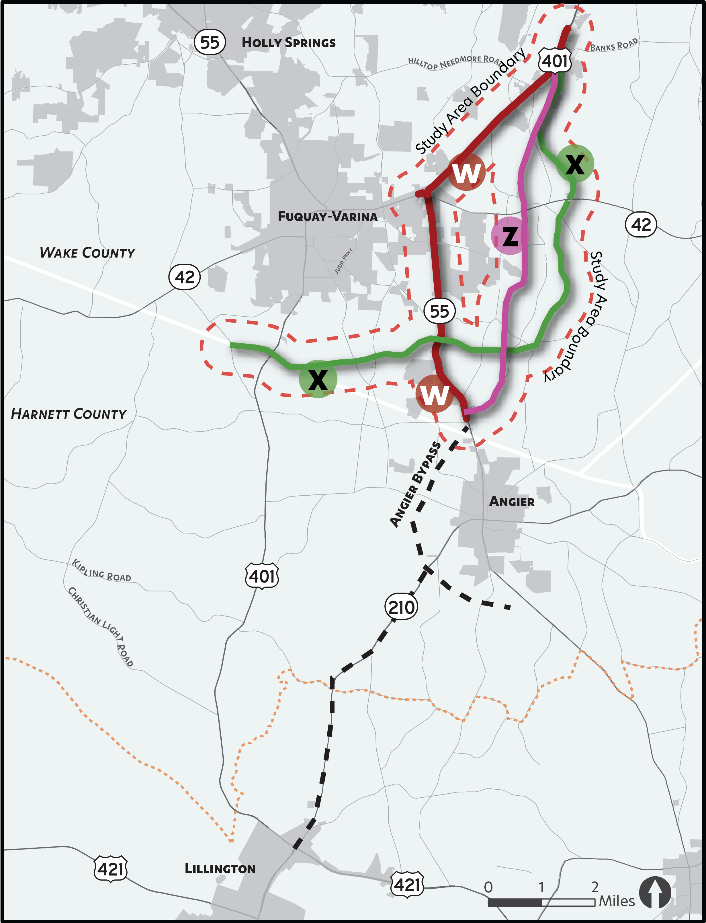 55
HOLLY SPRINGS
401
BANKS ROAD
HILLTOP NEEDMORE ROAD
Study Area Boundary
W
X
FUQUAY-VARINA
Z
42
WAKE COUNTY
42
Study Area Boundary
55
X
W
HARNETT COUNTY
ANGIER BYPASS
ANGIER
KIPLING ROAD
401
CHRISTIAN LIGHT ROAD
210
LILLINGTON
421
421
0 1 2
Miles